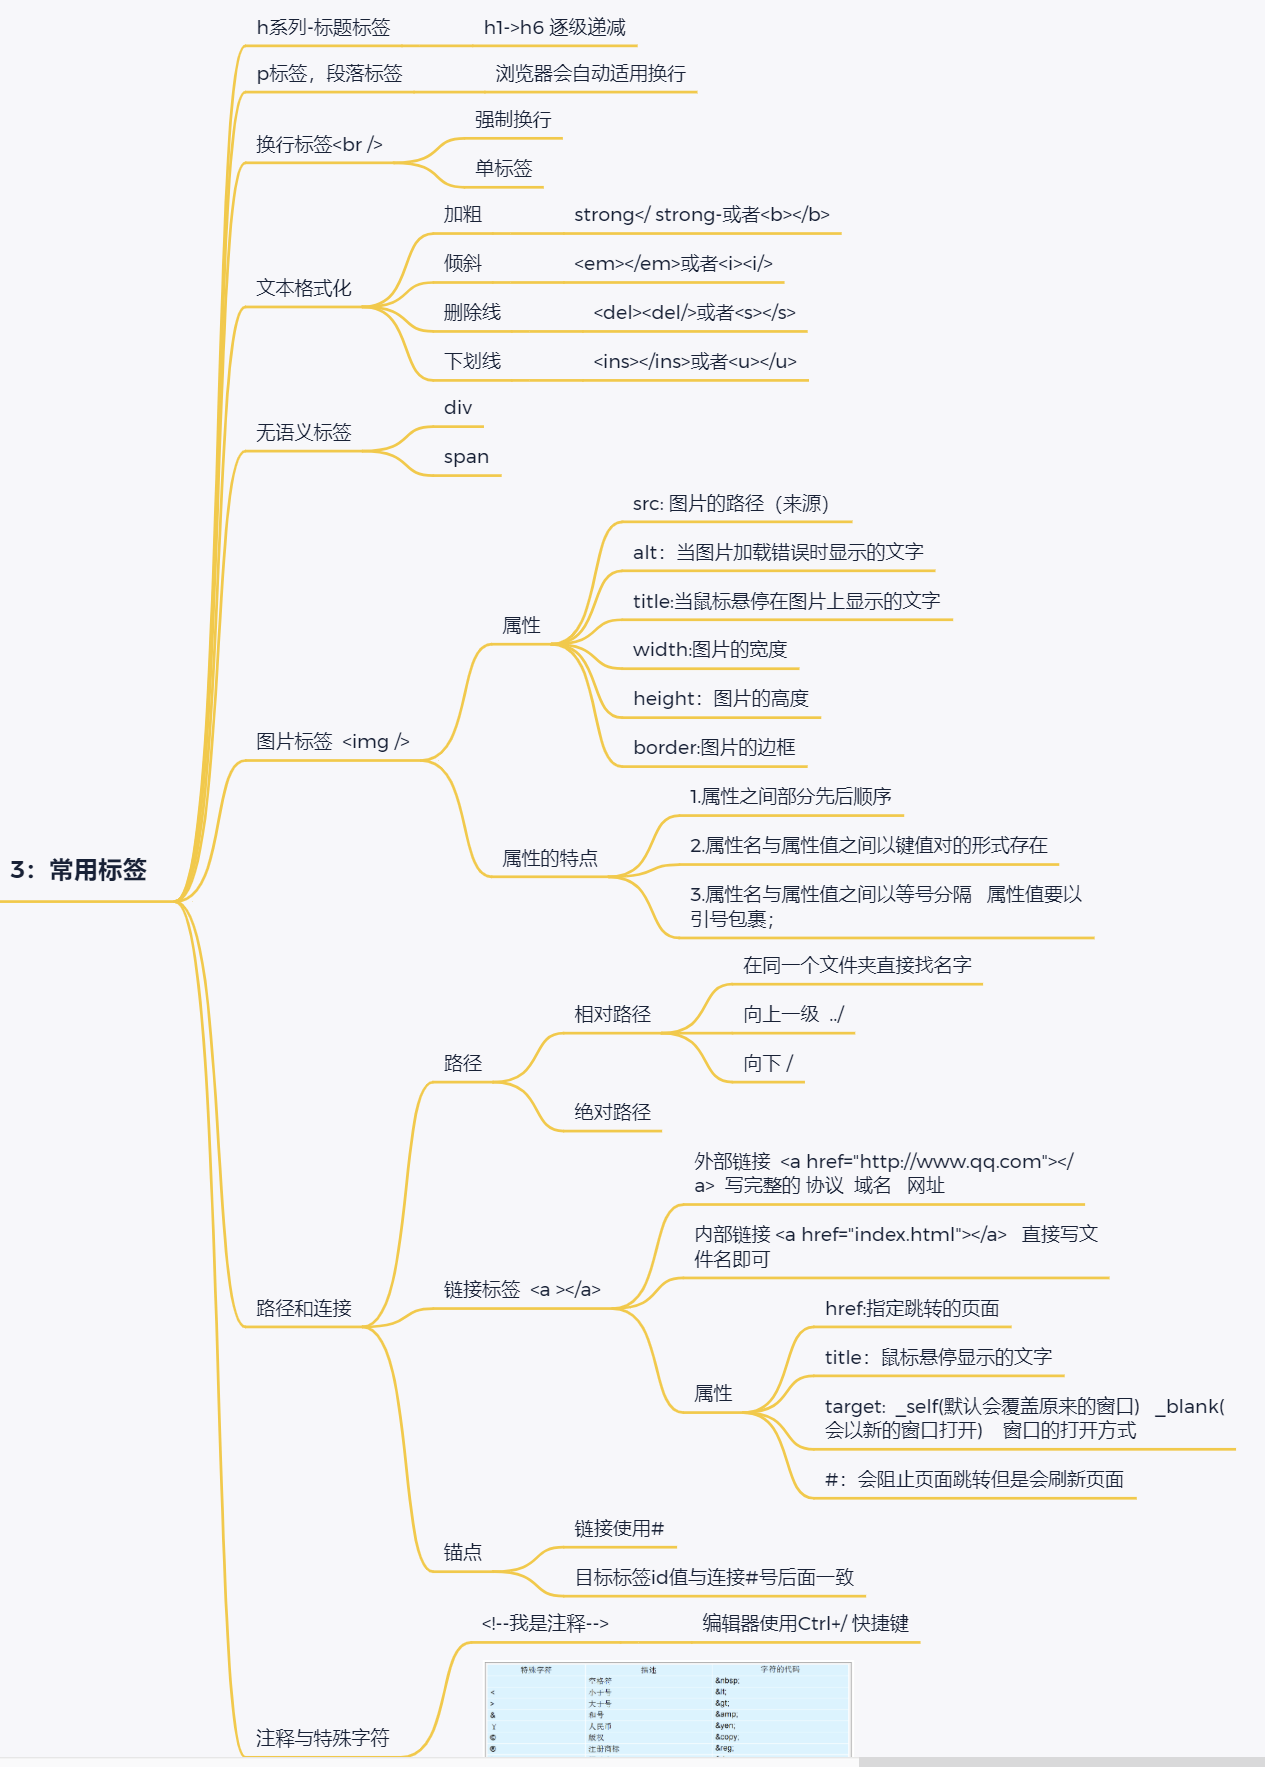 h系列-标题标签
h1->h6 逐级递减
p标签，段落标签
浏览器会自动适用换行
换行标签<br />
强制换行
单标签
文本格式化
加粗
strong</ strong-或者<b></b>
倾斜
<em></em>或者<i><i/>
删除线
<del><del/>或者<s></s>
下划线
<ins></ins>或者<u></u>
无语义标签
div
span
图片标签 <img />
属性
src: 图片的路径（来源）
alt：当图片加载错误时显示的文字
title:当鼠标悬停在图片上显示的文字
width:图片的宽度
height：图片的高度
border:图片的边框
属性的特点
1.属性之间部分先后顺序
2.属性名与属性值之间以键值对的形式存在
3.属性名与属性值之间以等号分隔 属性值要以
引号包裹；
3：常用标签
路径和连接
路径
相对路径
在同一个文件夹直接找名字
向上一级 ../
向下 /
绝对路径
链接标签 <a ></a>
外部链接 <a href="http://www.qq.com"></
a> 写完整的 协议 域名 网址
内部链接 <a href="index.html"></a> 直接写文
件名即可
属性
href:指定跳转的页面
title：鼠标悬停显示的文字
target: _self(默认会覆盖原来的窗口) _blank(
会以新的窗口打开) 窗口的打开方式
#：会阻止页面跳转但是会刷新页面
锚点
链接使用#
目标标签id值与连接#号后面一致
注释与特殊字符
<!--我是注释-->
编辑器使用Ctrl+/ 快捷键
特殊字符 描述 字符的代码
空格符 &nbsp;
< 小于号 &lt;
> 大于号 &gt;
& 和号 &amp;
¥ 人民币 &yen;
© 版权 &copy;
® 注册商标 &reg;